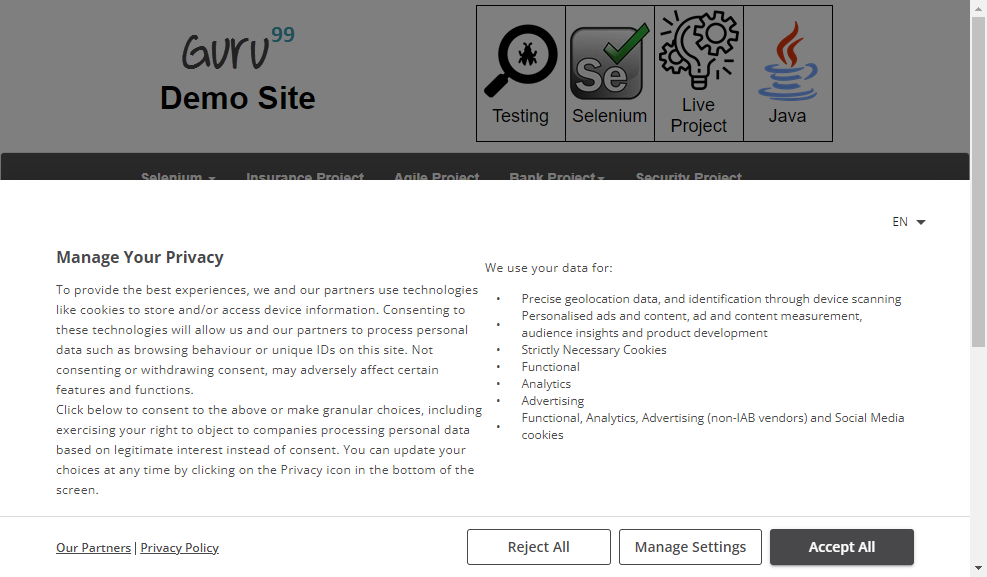 Guru99
Demo Site
Testing
Selenium
Live
Project
Java
Selenium
Insurance Project
Agile Project
Bank Project
Security Project
EN
Manage Your Privacy
To provide the best experiences, we and our partners use technologies
like cookies to store and/or access device information. Consenting to
these technologies will allow us and our partners to process personal
data such as browsing behaviour or unique IDs on this site. Not
consenting or withdrawing consent, may adversely affect certain
features and functions.
Click below to consent to the above or make granular choices, including
exercising your right to object to companies processing personal data
based on legitimate interest instead of consent. You can update your
choices at any time by clicking on the Privacy icon in the bottom of the
screen.
We use your data for:
• Precise geolocation data, and identification through device scanning
• Personalised ads and content, ad and content measurement,
audience insights and product development
• Strictly Necessary Cookies
• Functional
• Analytics
• Advertising
• Functional, Analytics, Advertising (non-IAB vendors) and Social Media
cookies
Our Partners | Privacy Policy
Reject All
Manage Settings
Accept All